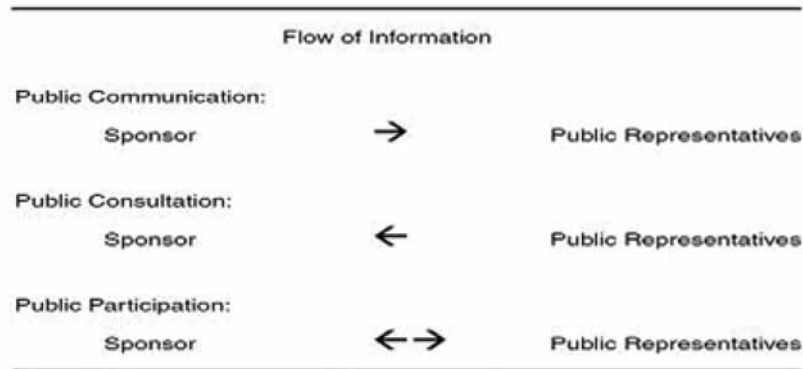 Flow of Information
Public Communication:
Sponsor → Public Representatives
Public Consultation:
Sponsor ← Public Representatives
Public Participation:
Sponsor ←→ Public Representatives